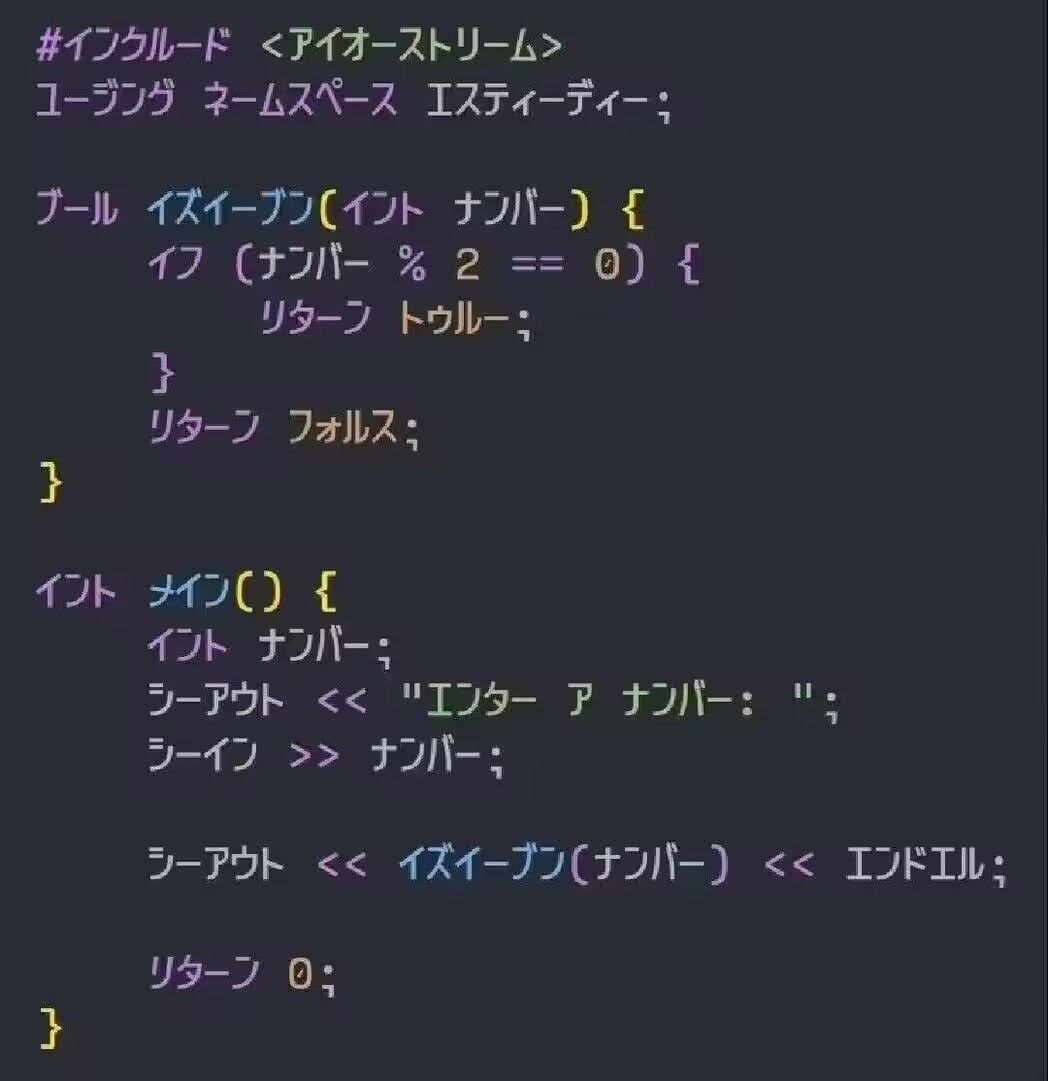 #インクルード <アイオーストリーム>
ユージング ネームスペース エスティーディー;
ブール イズイーブン(イント ナンバー) {
イフ (ナンバー % 2 == 0) {
リターン トゥルー;
}
リターン フォルス;
}
イント メイン() {
イント ナンバー;
シーアウト << "エンター ア ナンバー: ";
シーイン >> ナンバー;
シーアウト << イズイーブン(ナンバー) << エンドエル;
リターン 0;
}